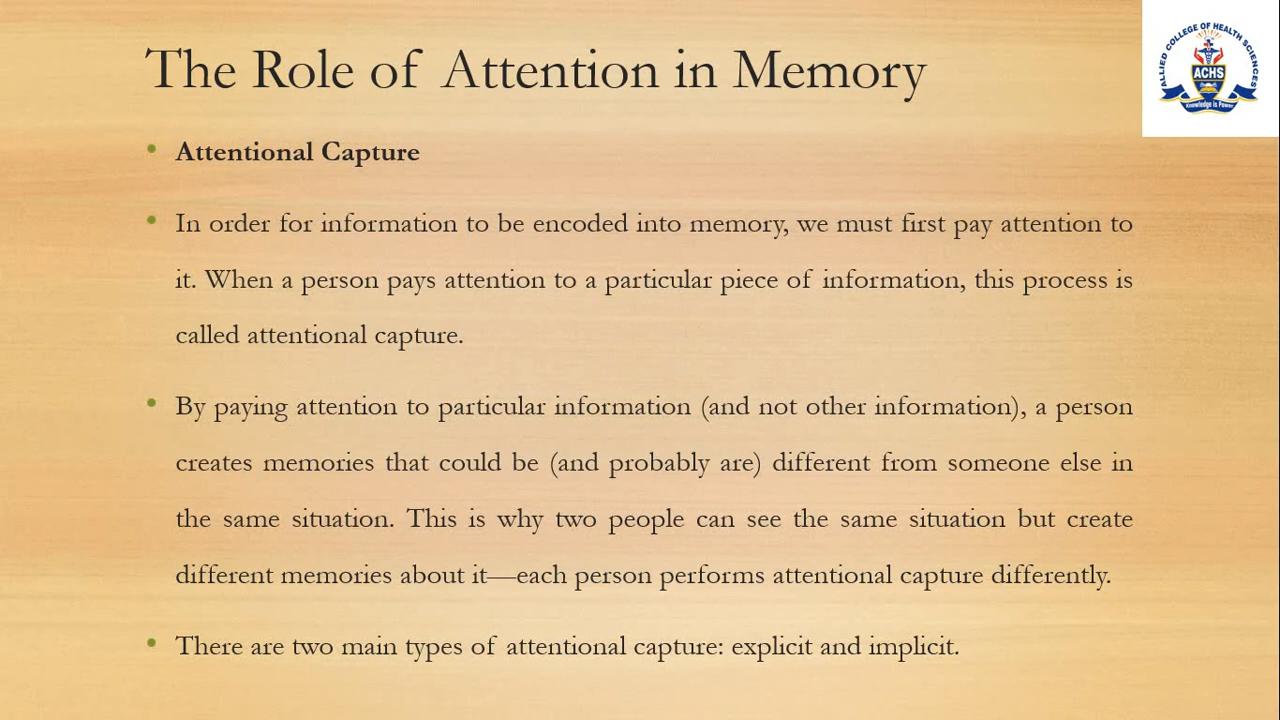 The Role of Attention in Memory
ALLIED COLLEGE OF HEALTH SCIENCES
ACHS
Knowledge is Power
• Attentional Capture
• In order for information to be encoded into memory, we must first pay attention to
it. When a person pays attention to a particular piece of information, this process is
called attentional capture.
• By paying attention to particular information (and not other information), a person
creates memories that could be (and probably are) different from someone else in
the same situation. This is why two people can see the same situation but create
different memories about it—each person performs attentional capture differently.
• There are two main types of attentional capture: explicit and implicit.